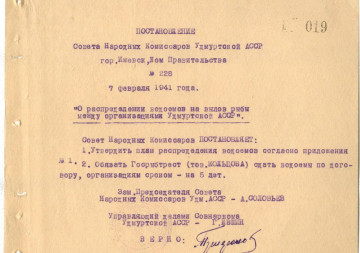 019
ПОСТАНОВЛЕНИЕ
Совета Народных Комиссаров Удмуртской АССР
гор.Ижевск,Дом Правительства
№ 228
7 февраля 1941 года.
"О распределении водоемов на вылов рыбы
между организациями Удмуртской АССР".
Совет Народных Комиссаров ПОСТАНОВЛЯЕТ:
1.Утвердить план распределения водоемов согласно приложения
№ 1.
2. Обязать Госрыбтрест (тов.КОЛЬЦОВА) сдать водоемы по дого-
вору, организациям сроком - на 5 лет.
Зам.Председателя Совета
Народных Комиссаров Удм.АССР - А.СОЛОВЬЕВ
Управляющий делами Совнаркома
Удмуртской АССР -
ВЕРНО: